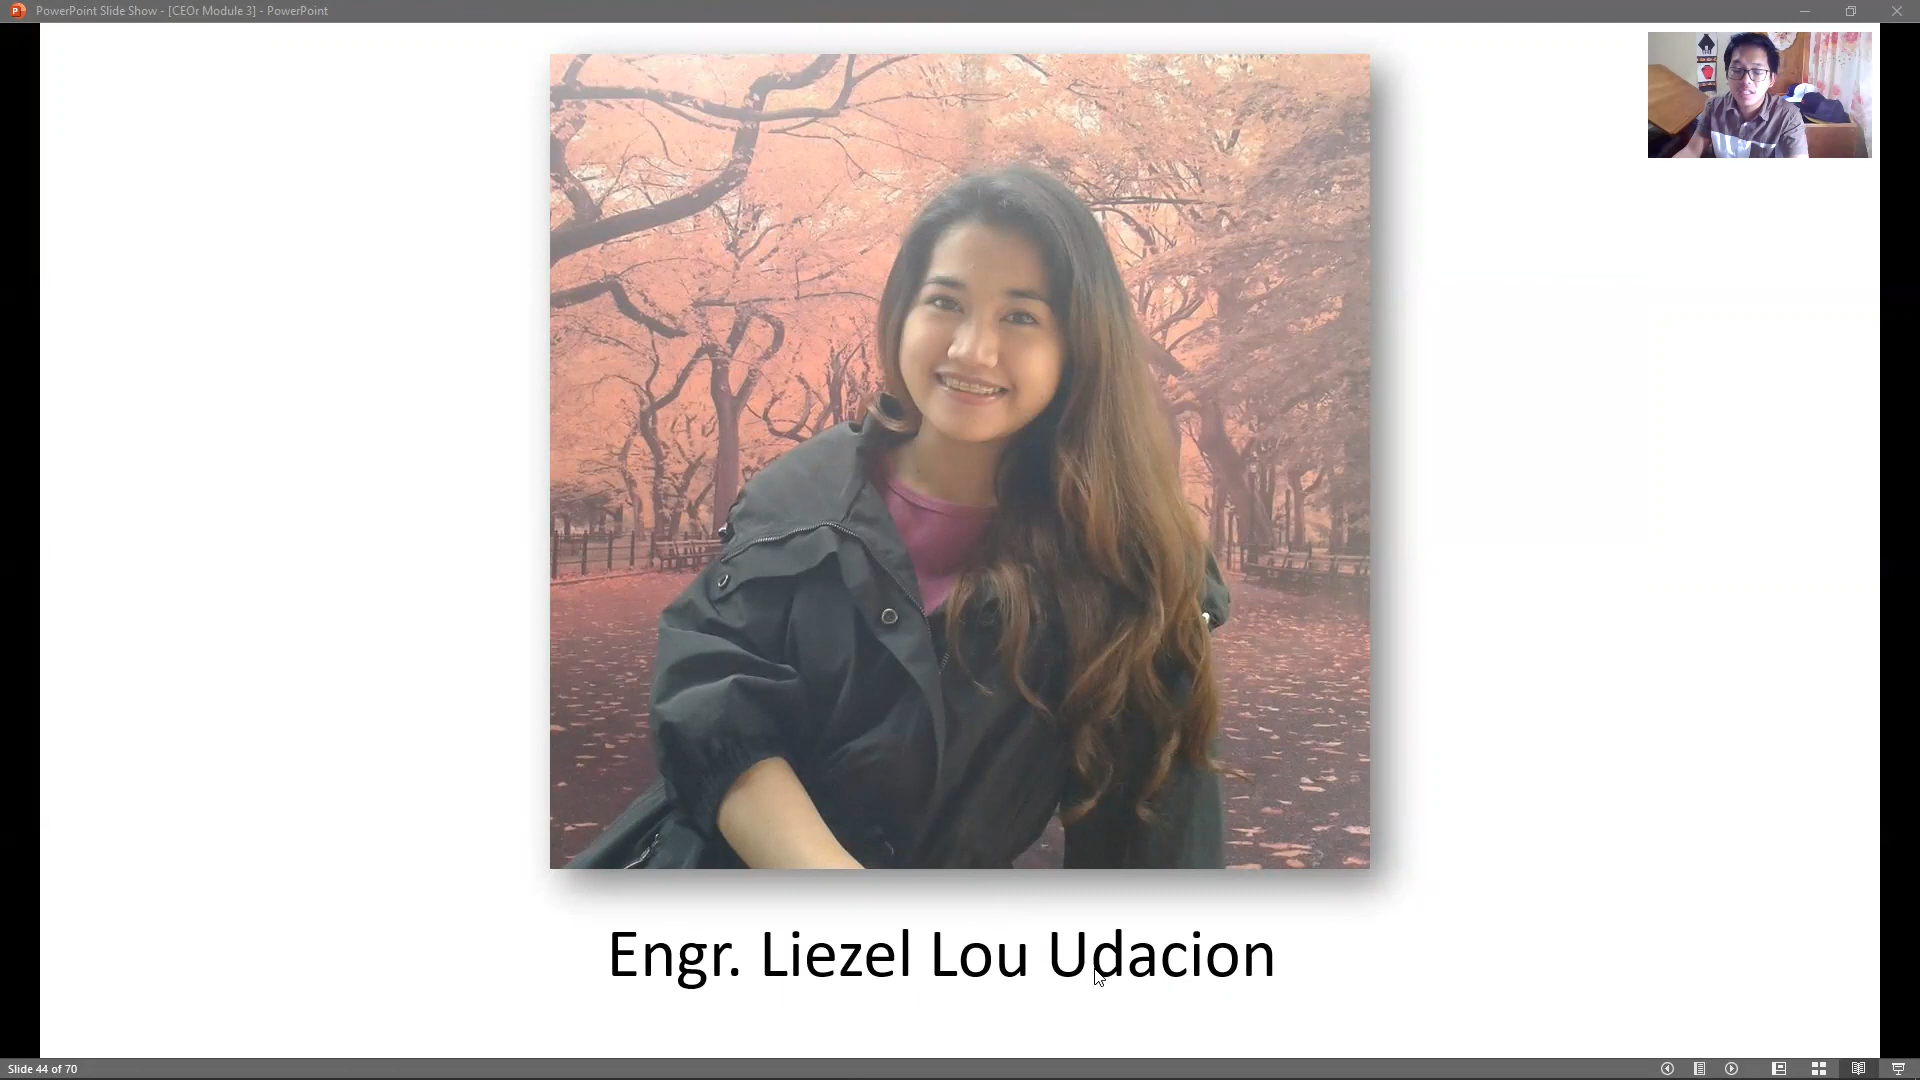 PowerPoint Slide Show - [CEOr Module 3] - PowerPoint
Engr. Liezel Lou Udacion
Slide 44 of 70